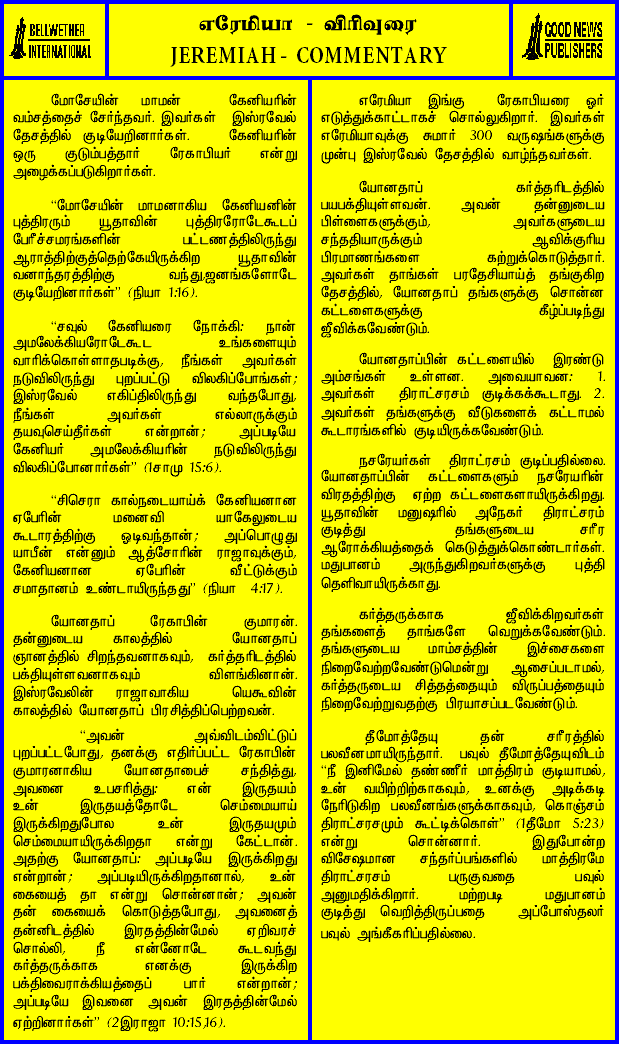 BELLWETHER
INTERNATIONAL
எரேமியா - விரிவுரை
JEREMIAH - COMMENTARY
GOOD NEWS
PUBLISHERS
மோசேயின் மாமன் கேனியரின்
வம்சத்தைச் சேர்ந்தவர். இவர்கள் இஸ்ரவேல்
தேசத்தில் குடியேறினார்கள். கேனியரின்
ஒரு குடும்பத்தார் ரேகாபியர் என்று
அழைக்கப்படுகிறார்கள்.
“மோசேயின் மாமனாகிய கேனியனின்
புத்திரரும் யூதாவின் புத்திரரோடேகூடப்
பேரீச்சமரங்களின் பட்டணத்திலிருந்து
ஆராத்திற்குத்தெற்கேயிருக்கிற யூதாவின்
வனாந்தரத்திற்கு வந்து,ஜனங்களோடே
குடியேறினார்கள்” (நியா 1:16).
“சவுல் கேனியரை நோக்கி: நான்
அமலேக்கியரோடேகூட உங்களையும்
வாரிக்கொள்ளாதபடிக்கு, நீங்கள் அவர்கள்
நடுவிலிருந்து புறப்பட்டு விலகிப்போங்கள்;
இஸ்ரவேல் எகிப்திலிருந்து வந்தபோது,
நீங்கள் அவர்கள் எல்லாருக்கும்
தயவுசெய்தீர்கள் என்றான்; அப்படியே
கேனியர் அமலேக்கியரின் நடுவிலிருந்து
விலகிப்போனார்கள்” (1சாமு 15:6).
“சிசெரா கால்நடையாய்க் கேனியனான
ஏபேரின் மனைவி யாகேலுடைய
கூடாரத்திற்கு ஓடிவந்தான்; அப்பொழுது
யாபீன் என்னும் ஆத்சோரின் ராஜாவுக்கும்,
கேனியனான ஏபேரின் வீட்டுக்கும்
சமாதானம் உண்டாயிருந்தது” (நியா 4:17).
யோனதாப் ரேகாபின் குமாரன்.
தன்னுடைய காலத்தில் யோனதாப்
ஞானத்தில் சிறந்தவனாகவும், கர்த்தரிடத்தில்
பக்தியுள்ளவனாகவும் விளங்கினான்.
இஸ்ரவேலின் ராஜாவாகிய யெகூவின்
காலத்தில் யோனதாப் பிரசித்திப்பெற்றவன்.
“அவன் அவ்விடம்விட்டுப்
புறப்பட்டபோது, தனக்கு எதிர்ப்பட்ட ரேகாபின்
குமாரனாகிய யோனதாபைச் சந்தித்து,
அவனை உபசரித்து: என் இருதயம்
உன் இருதயத்தோடே செம்மையாய்
இருக்கிறதுபோல உன் இருதயமும்
செம்மையாயிருக்கிறதா என்று கேட்டான்.
அதற்கு யோனதாப்: அப்படியே இருக்கிறது
என்றான்; அப்படியிருக்கிறதானால், உன்
கையைத் தா என்று சொன்னான்; அவன்
தன் கையைக் கொடுத்தபோது, அவனைத்
தன்னிடத்தில் இரதத்தின்மேல் ஏறிவரச்
சொல்லி, நீ என்னோடே கூடவந்து
கர்த்தருக்காக எனக்கு இருக்கிற
பக்திவைராக்கியத்தைப் பார் என்றான்;
அப்படியே இவனை அவன் இரதத்தின்மேல்
ஏற்றினார்கள்” (2இராஜா 10:15,16).
எரேமியா இங்கு ரேகாபியரை ஓர்
எடுத்துக்காட்டாகச் சொல்லுகிறார். இவர்கள்
எரேமியாவுக்கு சுமார் 300 வருஷங்களுக்கு
முன்பு இஸ்ரவேல் தேசத்தில் வாழ்ந்தவர்கள்.
யோனதாப் கர்த்தரிடத்தில்
பயபக்தியுள்ளவன். அவன் தன்னுடைய
பிள்ளைகளுக்கும், அவர்களுடைய
சந்ததியாருக்கும் ஆவிக்குரிய
பிரமாணங்களை கற்றுக்கொடுத்தார்.
அவர்கள் தாங்கள் பரதேசியாய்த் தங்குகிற
தேசத்தில், யோனதாப் தங்களுக்கு சொன்ன
கட்டளைகளுக்கு கீழ்ப்படிந்து
ஜீவிக்கவேண்டும்.
யோனதாப்பின் கட்டளையில் இரண்டு
அம்சங்கள் உள்ளன. அவையாவன: 1.
அவர்கள் திராட்சரசம் குடிக்கக்கூடாது. 2.
அவர்கள் தங்களுக்கு வீடுகளைக் கட்டாமல்
கூடாரங்களில் குடியிருக்கவேண்டும்.
நசரேயர்கள் திராட்ரசம் குடிப்பதில்லை.
யோனதாப்பின் கட்டளைகளும் நசரேயரின்
விரதத்திற்கு ஏற்ற கட்டளைகளாயிருக்கிறது.
யூதாவின் மனுஷரில் அநேகர் திராட்சரம்
குடித்து தங்களுடைய சரீர
ஆரோக்கியத்தைக் கெடுத்துக்கொண்டார்கள்.
மதுபானம் அருந்துகிறவர்களுக்கு புத்தி
தெளிவாயிருக்காது.
கர்த்தருக்காக ஜீவிக்கிறவர்கள்
தங்களைத் தாங்களே வெறுக்கவேண்டும்.
தங்களுடைய மாம்சத்தின் இச்சைகளை
நிறைவேற்றவேண்டுமென்று ஆசைப்படாமல்,
கர்த்தருடைய சித்தத்தையும் விருப்பத்தையும்
நிறைவேற்றுவதற்கு பிரயாசப்படவேண்டும்.
தீமோத்தேயு தன் சரீரத்தில்
பலவீனமாயிருந்தார். பவுல் தீமோத்தேயுவிடம்
“நீ இனிமேல் தண்ணீர் மாத்திரம் குடியாமல்,
உன் வயிற்றிற்காகவும், உனக்கு அடிக்கடி
நேரிடுகிற பலவீனங்களுக்காகவும், கொஞ்சம்
திராட்சரசமும் கூட்டிக்கொள்” (1தீமோ 5:23)
என்று சொன்னார். இதுபோன்ற
விசேஷமான சந்தர்ப்பங்களில் மாத்திரமே
திராட்சரசம் பருகுவதை பவுல்
அனுமதிக்கிறார். மற்றபடி மதுபானம்
குடித்து வெறித்திருப்பதை அப்போஸ்தலர்
பவுல் அங்கீகரிப்பதில்லை.